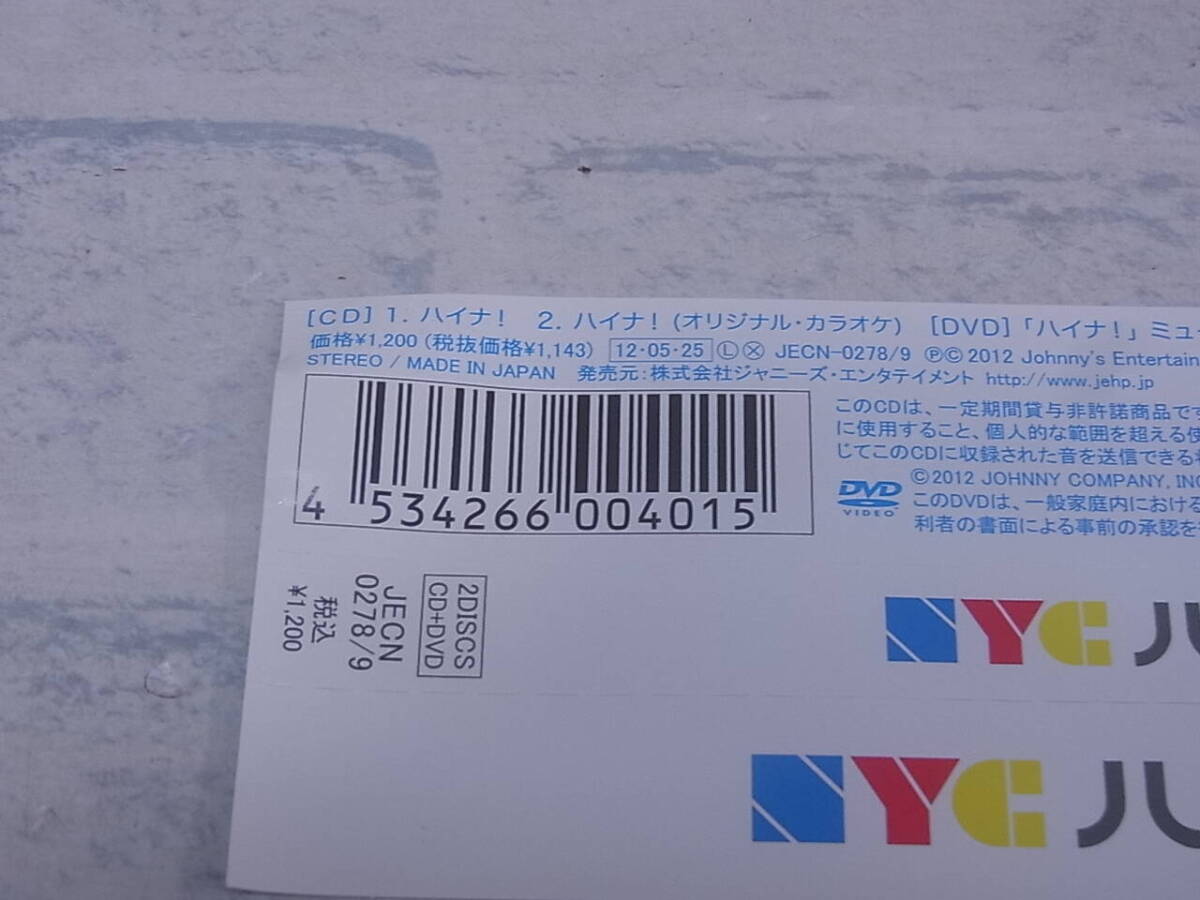 [CD] 1. ハイナ! 2. ハイナ! (オリジナル・カラオケ) [DVD]「ハイナ!」ミュ
価格¥1,200 (税抜価格¥1,143) 12・05・25 Ⓛ Ⓧ JECN-0278/9 ℗© 2012 Johnny's Entertain
STEREO / MADE IN JAPAN 発売元:株式会社ジャニーズ・エンタテイメント http://www.jehp.jp
このCDは、一定期間貸与非許諾商品です
に使用すること、個人的な範囲を超える使
じてこのCDに収録された音を送信できる
©2012 JOHNNY COMPANY, INC
このDVDは、一般家庭内における
利者の書面による事前の承認を
DVD
VIDEO
4 534266 004015
2DISCS
CD+DVD
JECN
0278/9
税込
¥1,200
NYC ハ
NYC ハ